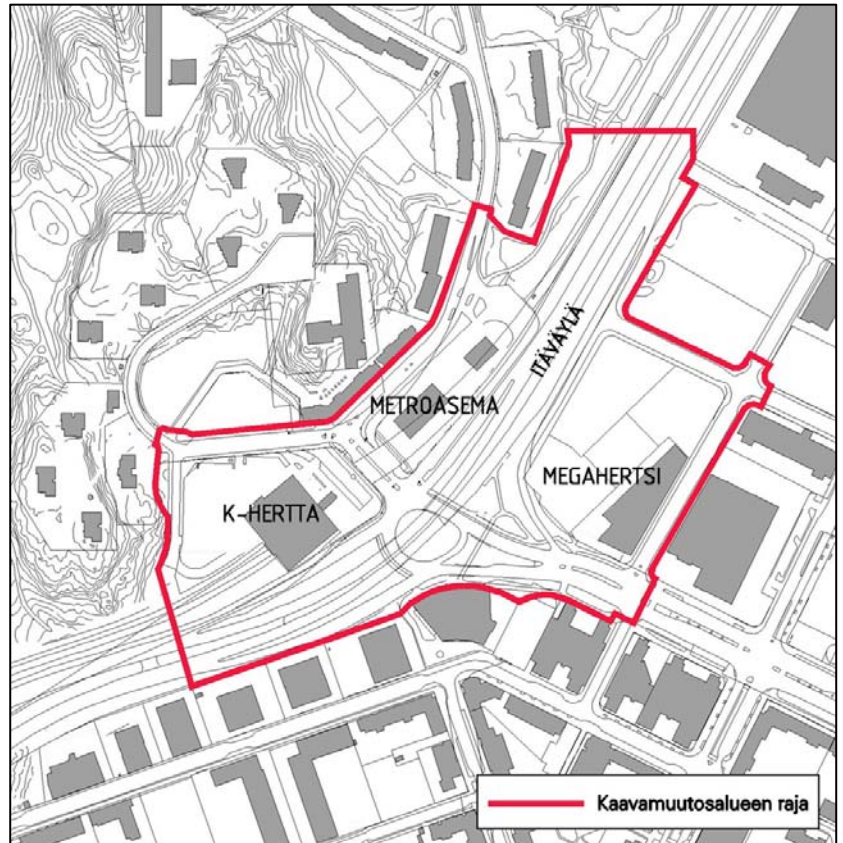 ITÄVÄYLÄ
METROASEMA
MEGAHERTSI
K-HERTTA
Kaavamuutosalueen raja